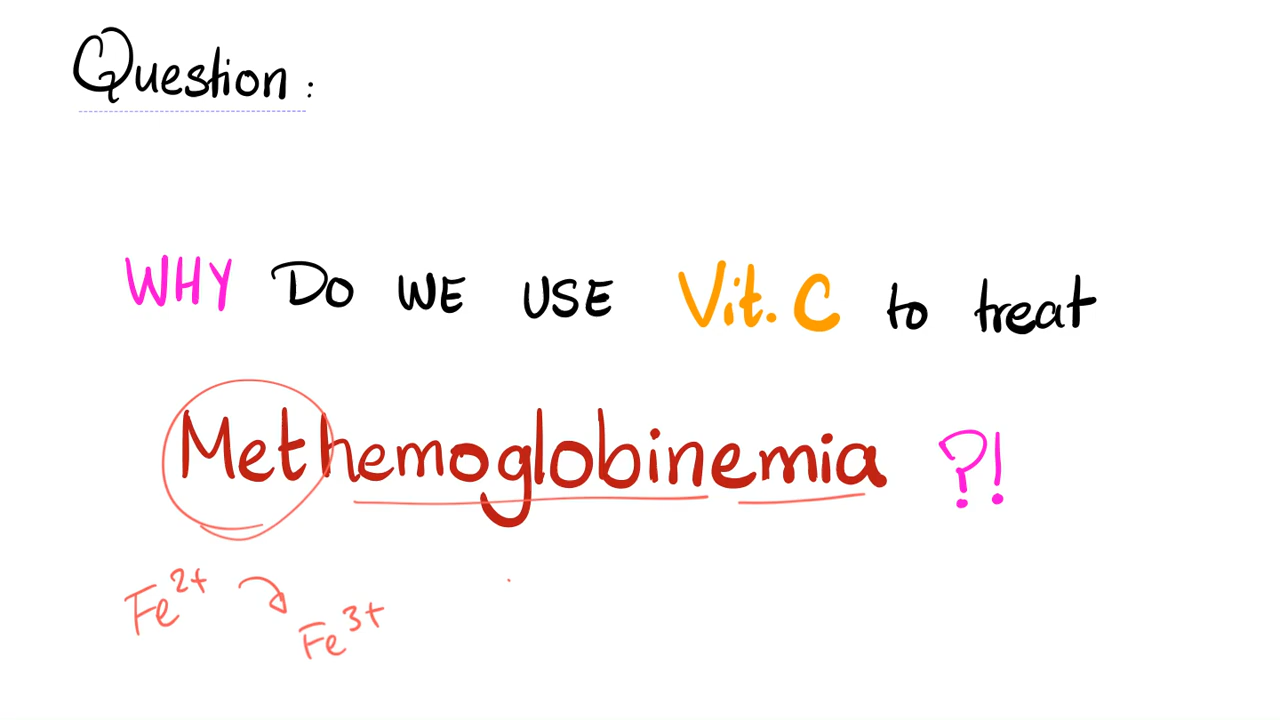 Question :
WHY DO WE USE Vit. C to treat
Methemoglobinemia ?!
Fe²⁺
Fe³⁺